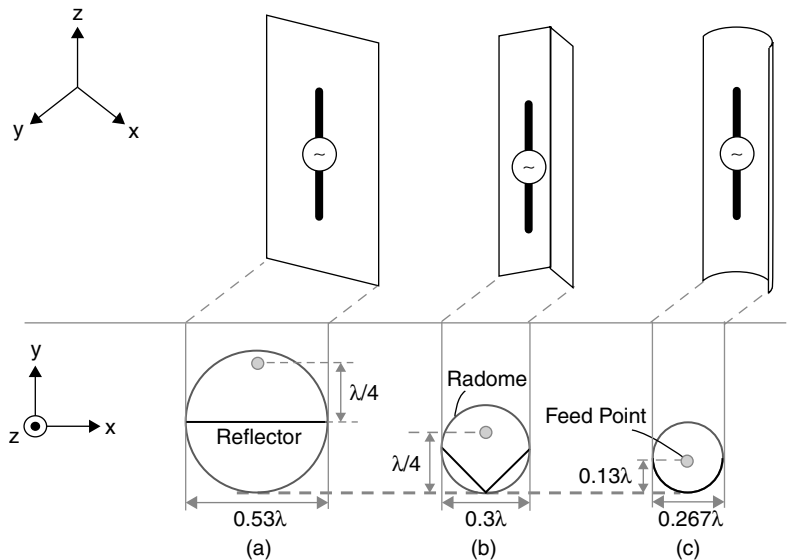 z
y
x
~
~
~
y
z
x
λ/4
Reflector
0.53λ
(a)
Radome
λ/4
0.3λ
(b)
Feed Point
0.13λ
0.267λ
(c)